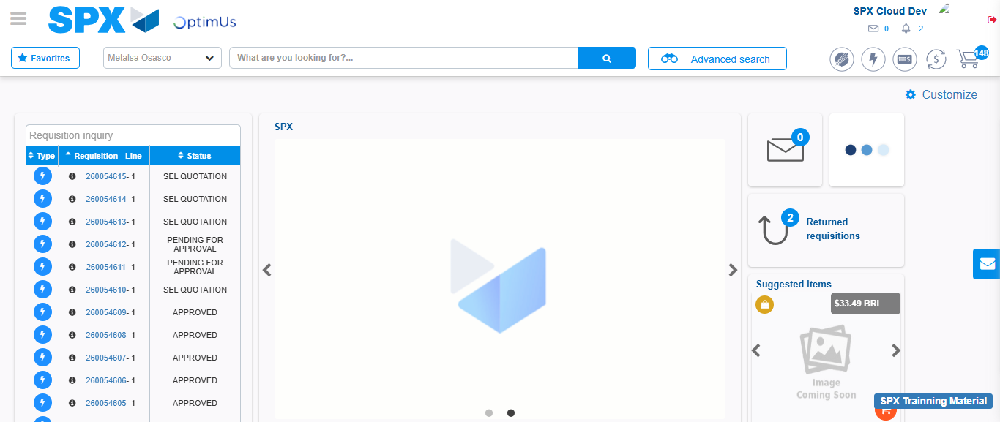 SPX OptimUs
SPX Cloud Dev
0 2
Favorites
Metalsa Osasco
What are you looking for?...
Advanced search
148
Customize
Requisition inquiry
Type Requisition - Line Status
260054615- 1 SEL QUOTATION
260054614- 1 SEL QUOTATION
260054613- 1 SEL QUOTATION
260054612- 1 PENDING FOR
APPROVAL
260054611- 1 PENDING FOR
APPROVAL
260054610- 1 SEL QUOTATION
260054609- 1 APPROVED
260054608- 1 APPROVED
260054607- 1 APPROVED
260054606- 1 APPROVED
260054605- 1 APPROVED
SPX
0
2
Returned
requisitions
Suggested items
$33.49 BRL
Image
Coming Soon
SPX Trainning Material